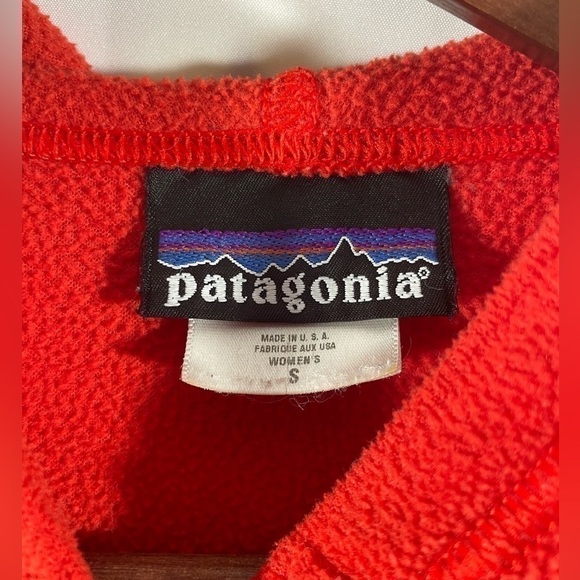 patagonia®
MADE IN U. S. A.
FABRIQUE AUX USA
WOMEN'S
S